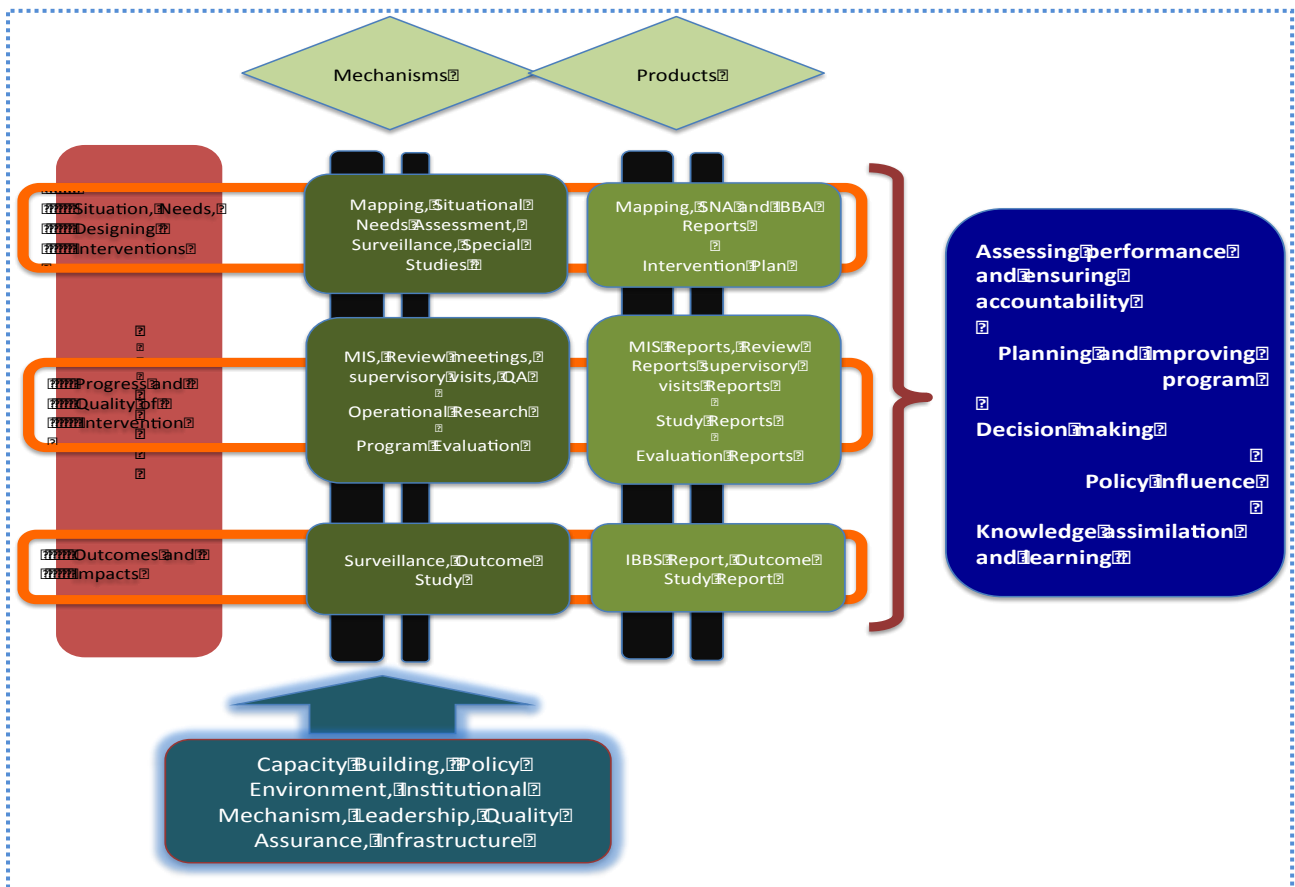 Mechanisms
Products
Situation, Needs,
Designing
Interventions
Mapping, Situational
Needs Assessment,
Surveillance, Special
Studies
Mapping, SNA and IBBA
Reports
Intervention Plan
Progress and
Quality of
Intervention
MIS, Review meetings,
supervisory visits, QA
Operational Research
Program Evaluation
MIS Reports, Review
Reports supervisory
visits Reports
Study Reports
Evaluation Reports
Outcomes and
Impacts
Surveillance, Outcome
Study
IBBS Report, Outcome
Study Report
Assessing performance
and ensuring
accountability
Planning and improving
program
Decision making
Policy influence
Knowledge assimilation
and learning
Capacity Building, Policy
Environment, Institutional
Mechanism, Leadership, Quality
Assurance, Infrastructure